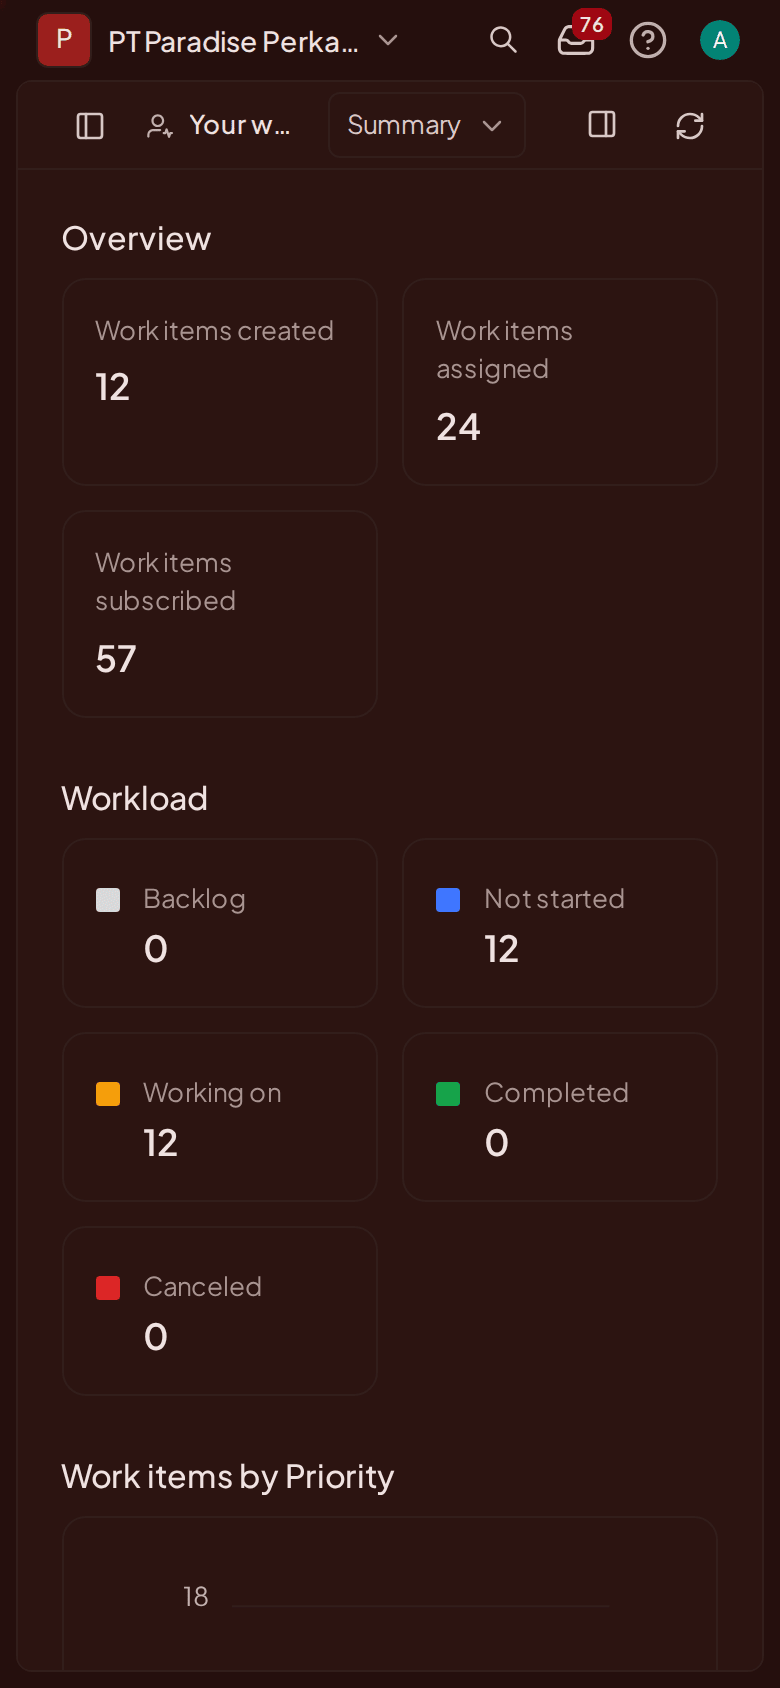 P
PT Paradise Perka...
76
A
Your w...
Summary
Overview
Work items created
12
Work items
assigned
24
Work items
subscribed
57
Workload
Backlog
0
Not started
12
Working on
12
Completed
0
Canceled
0
Work items by Priority
18